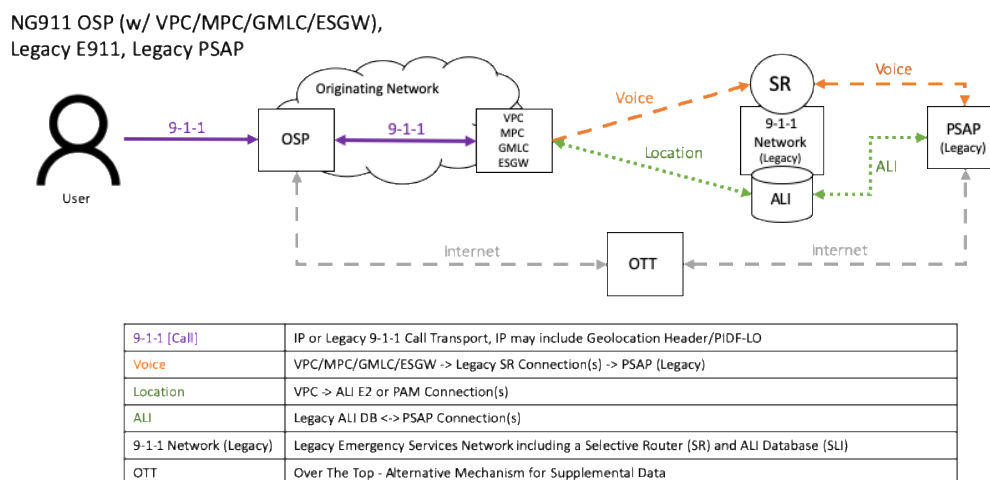 NG911 OSP (w/ VPC/MPC/GMLC/ESGW),
Legacy E911, Legacy PSAP
Originating Network
SR
Voice
Voice
9-1-1
OSP
9-1-1
VPC
MPC
GMLC
ESGW
9-1-1
Network
(Legacy)
PSAP
(Legacy)
Location
ALI
ALI
User
Internet
OTT
Internet
9-1-1 [Call] IP or Legacy 9-1-1 Call Transport, IP may include Geolocation Header/PIDF-LO
Voice VPC/MPC/GMLC/ESGW -> Legacy SR Connection(s) -> PSAP (Legacy)
Location VPC -> ALI E2 or PAM Connection(s)
ALI Legacy ALI DB <-> PSAP Connection(s)
9-1-1 Network (Legacy) Legacy Emergency Services Network including a Selective Router (SR) and ALI Database (SLI)
OTT Over The Top - Alternative Mechanism for Supplemental Data